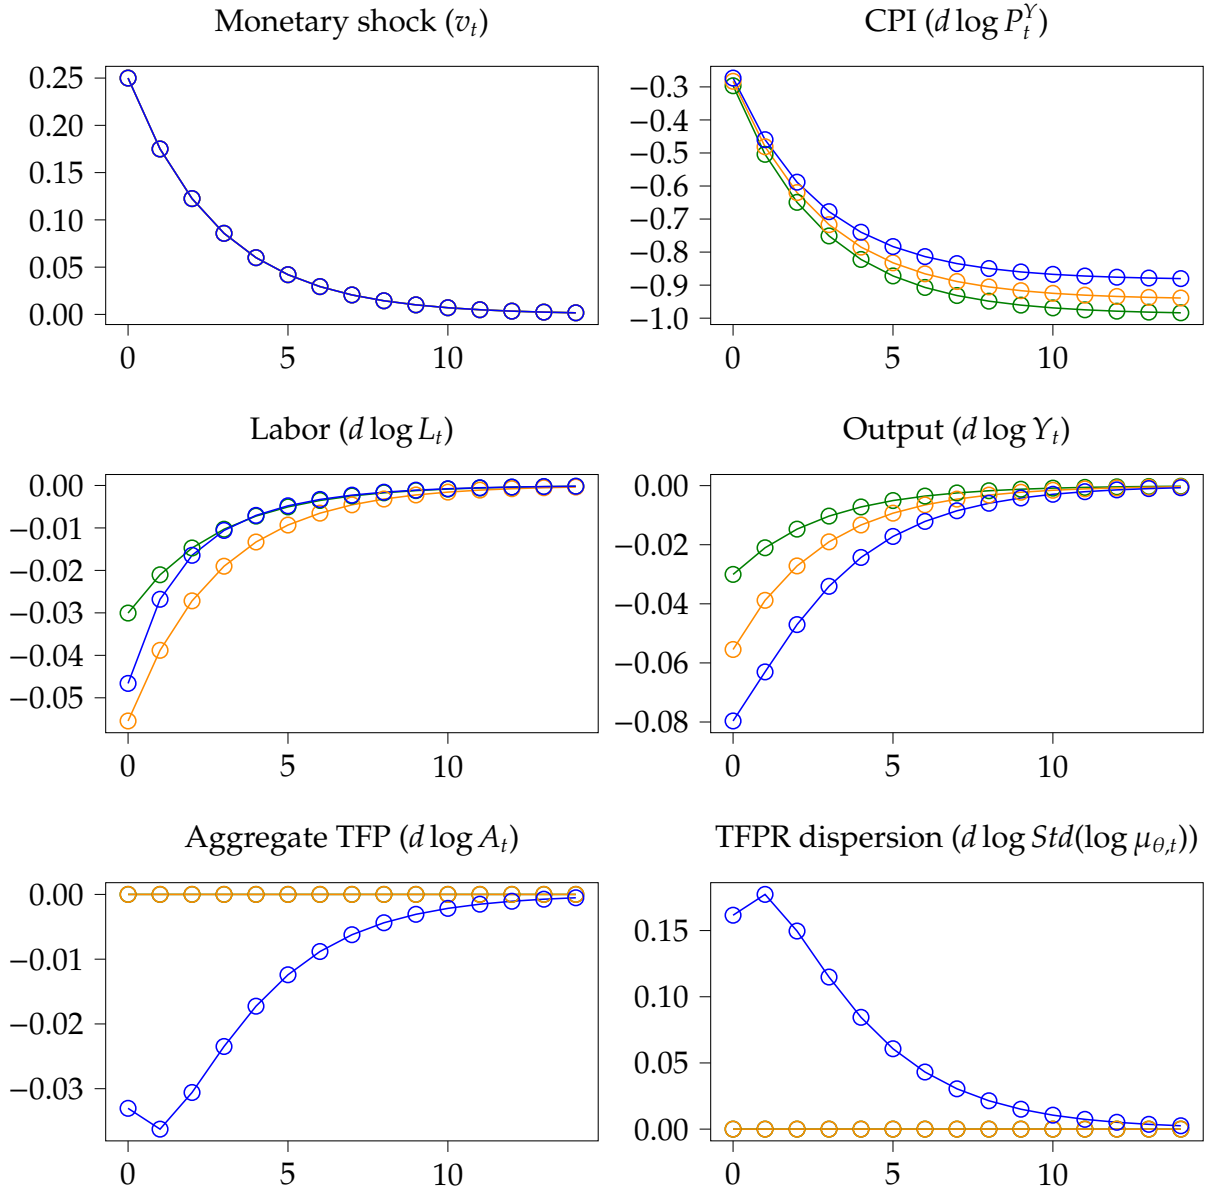 Monetary shock (v_t)
0.25
0.20
0.15
0.10
0.05
0.00
0 5 10
CPI (d log P_t^Y)
−0.3
−0.4
−0.5
−0.6
−0.7
−0.8
−0.9
−1.0
0 5 10
Labor (d log L_t)
0.00
−0.01
−0.02
−0.03
−0.04
−0.05
0 5 10
Output (d log Y_t)
0.00
−0.02
−0.04
−0.06
−0.08
0 5 10
Aggregate TFP (d log A_t)
0.00
−0.01
−0.02
−0.03
0 5 10
TFPR dispersion (d log Std(log μ_{θ,t}))
0.15
0.10
0.05
0.00
0 5 10